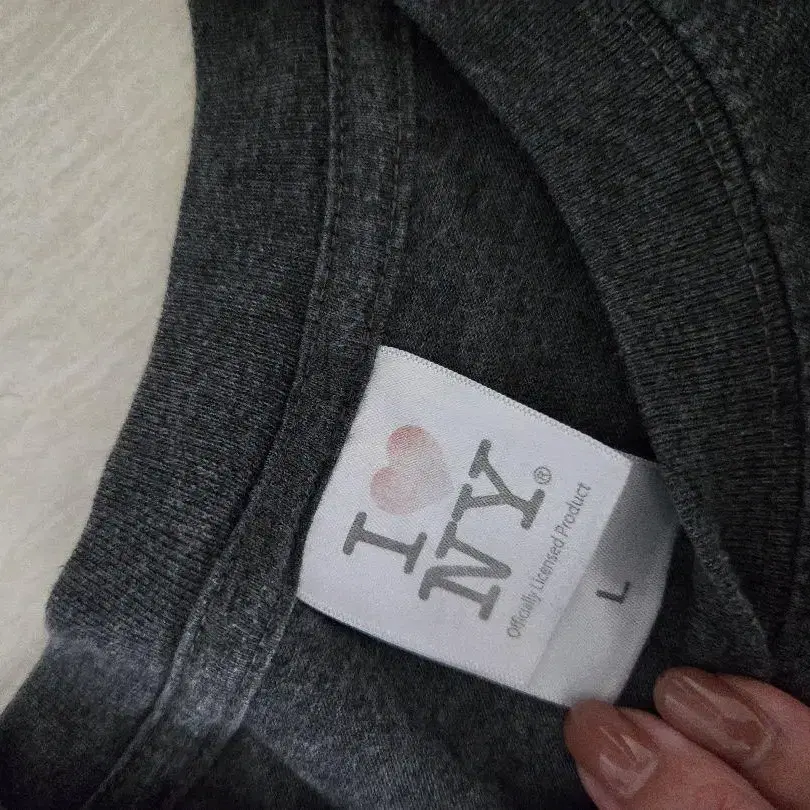 I ❤
NY®
Officially Licensed Product
L